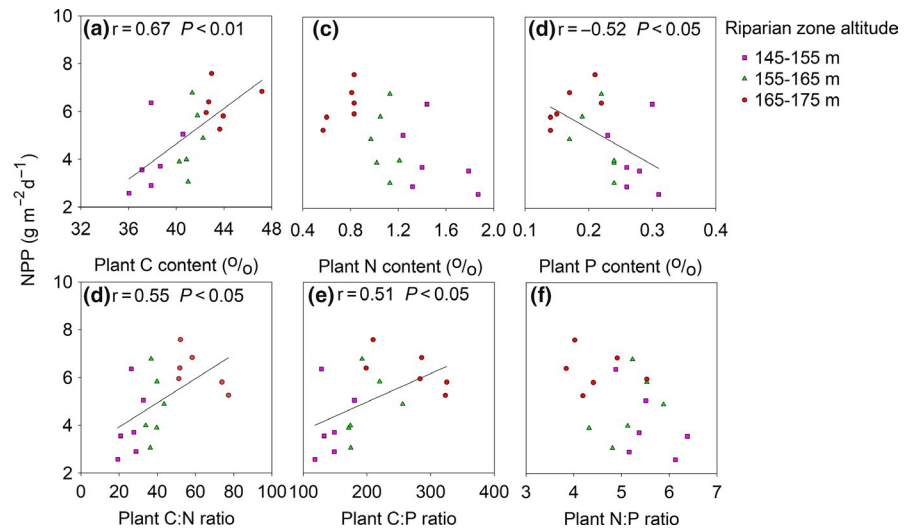 (a) r = 0.67 P < 0.01
(c)
(d) r = –0.52 P < 0.05
Riparian zone altitude
145-155 m
155-165 m
165-175 m
10
8
6
4
2
32 36 40 44 48
0.4 0.8 1.2 1.6 2.0
0.1 0.2 0.3 0.4
Plant C content (o/o)
Plant N content (o/o)
Plant P content (o/o)
NPP (g m⁻² d⁻¹)
(d) r = 0.55 P < 0.05
(e) r = 0.51 P < 0.05
(f)
10
8
6
4
2
0 20 40 60 80 100
100 200 300 400
3 4 5 6 7
Plant C:N ratio
Plant C:P ratio
Plant N:P ratio